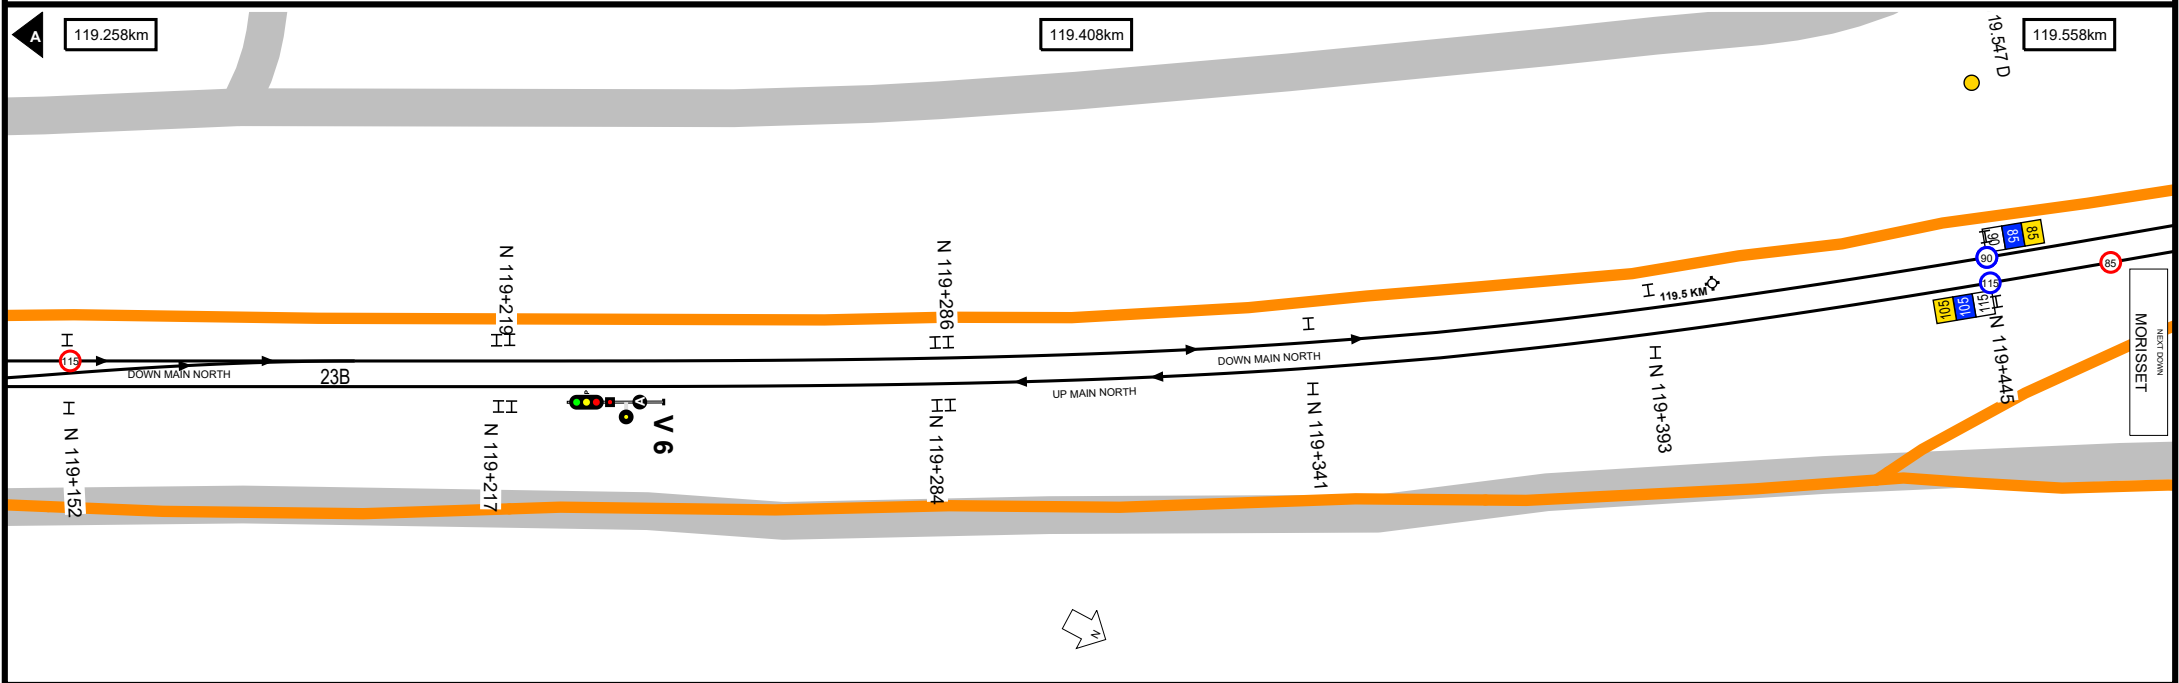 A
119.258km
119.408km
119.558km
19.547 D
N 119+219
N 119+286
90
85
85
90
115
85
105
105
115
119.5 KM
115
DOWN MAIN NORTH
23B
DOWN MAIN NORTH
UP MAIN NORTH
V 6
A
P
N 119+152
N 119+217
N 119+284
N 119+341
N 119+393
N 119+445
NEXT DOWN
MORISSET
N